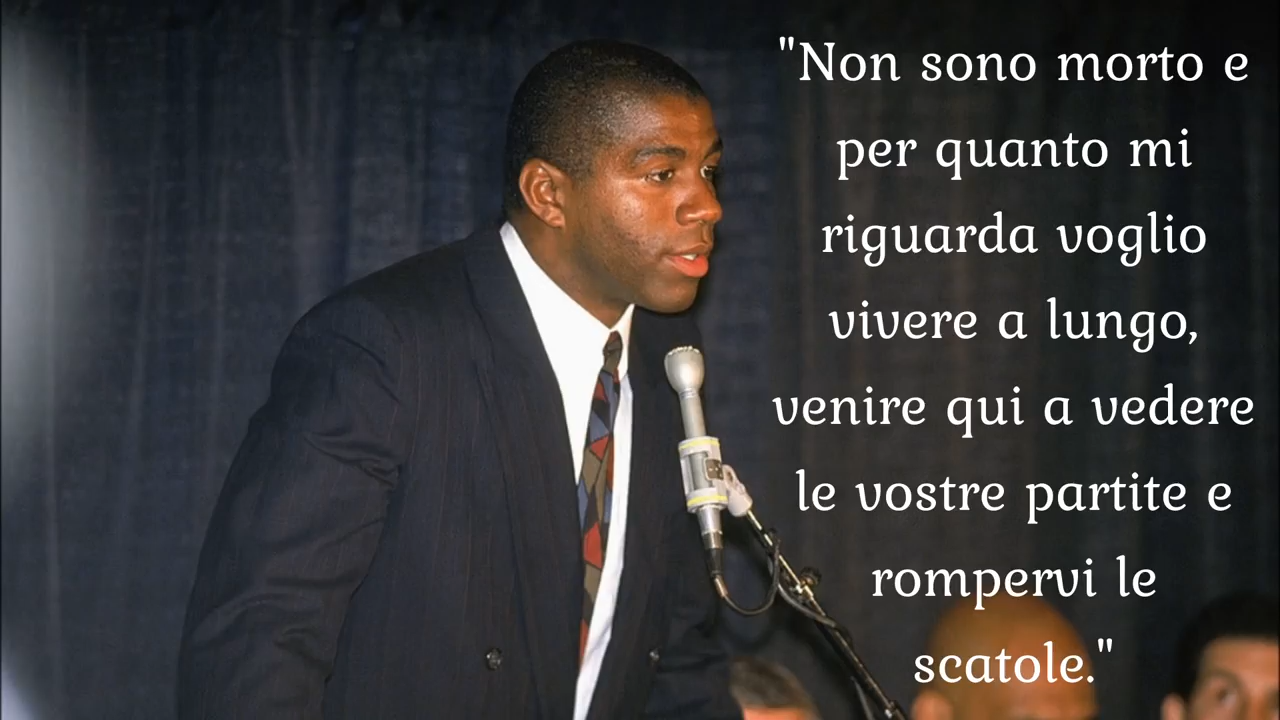 "Non sono morto e
per quanto mi
riguarda voglio
vivere a lungo,
venire qui a vedere
le vostre partite e
rompervi le
scatole."